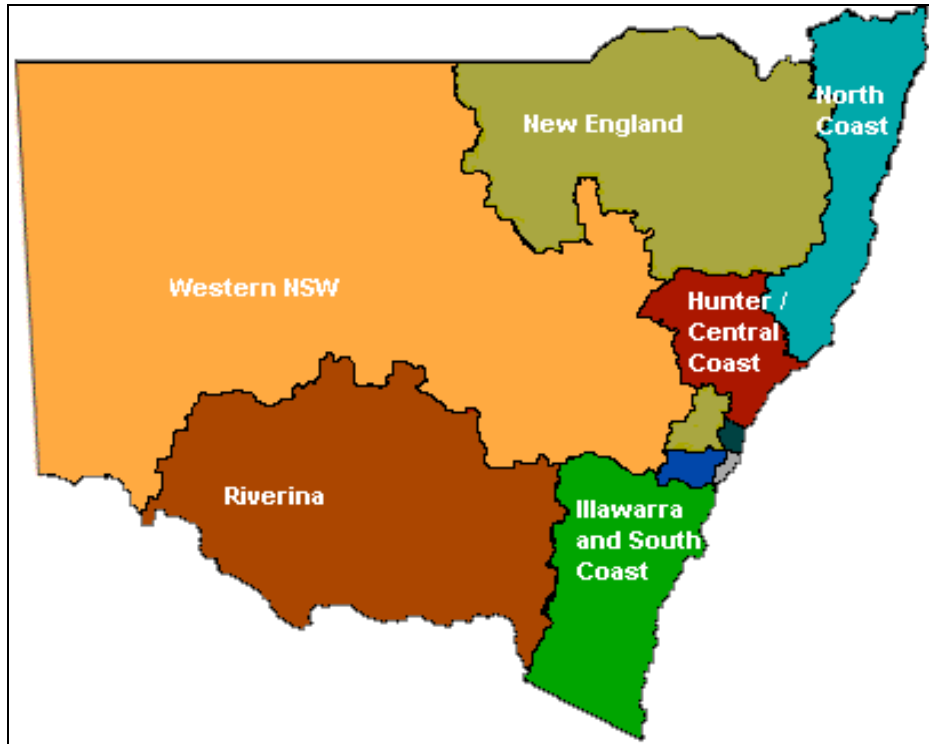 North
Coast
New England
Western NSW
Hunter /
Central
Coast
Riverina
Illawarra
and South
Coast